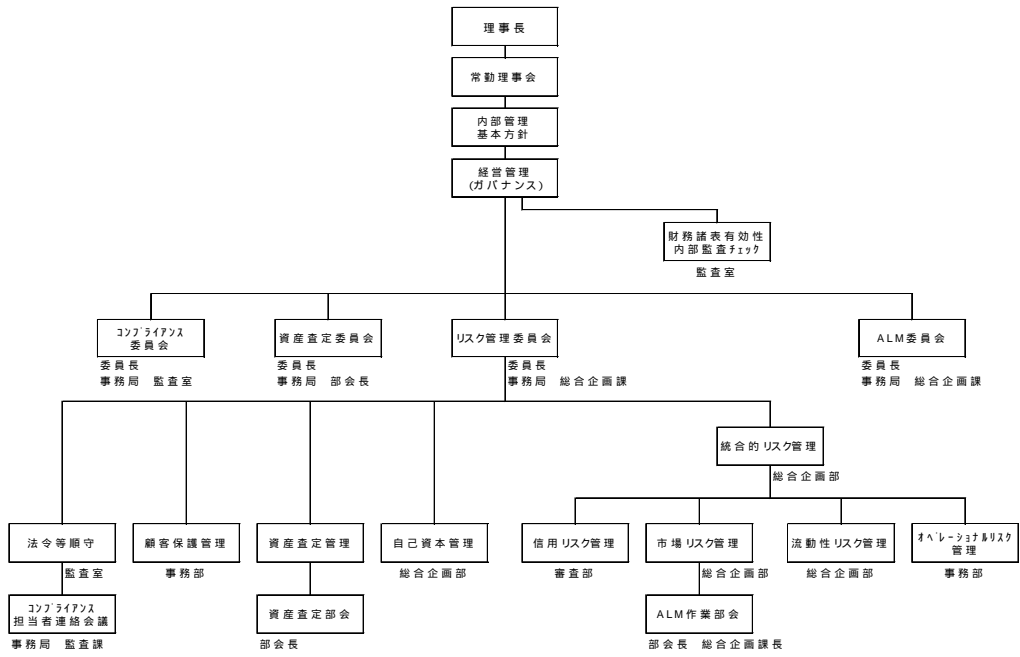 理事長
常勤理事会
内部管理
基本方針
経営管理
(ガバナンス)
財務諸表有効性
内部監査ﾁｪｯｸ
監査室
ｺﾝﾌﾟﾗｲｱﾝｽ
委員会
委員長
事務局 監査室
資産査定委員会
委員長
事務局 部会長
リスク管理委員会
委員長
事務局 総合企画課
ALM委員会
委員長
事務局 総合企画課
統合的リスク管理
総合企画部
法令等順守
監査室
顧客保護管理
事務部
資産査定管理
自己資本管理
総合企画部
信用リスク管理
審査部
市場リスク管理
総合企画部
流動性リスク管理
総合企画部
ｵﾍﾟﾚｰｼｮﾅﾙﾘｽｸ
管理
事務部
ｺﾝﾌﾟﾗｲｱﾝｽ
担当者連絡会議
事務局 監査課
資産査定部会
部会長
ALM作業部会
部会長 総合企画課長